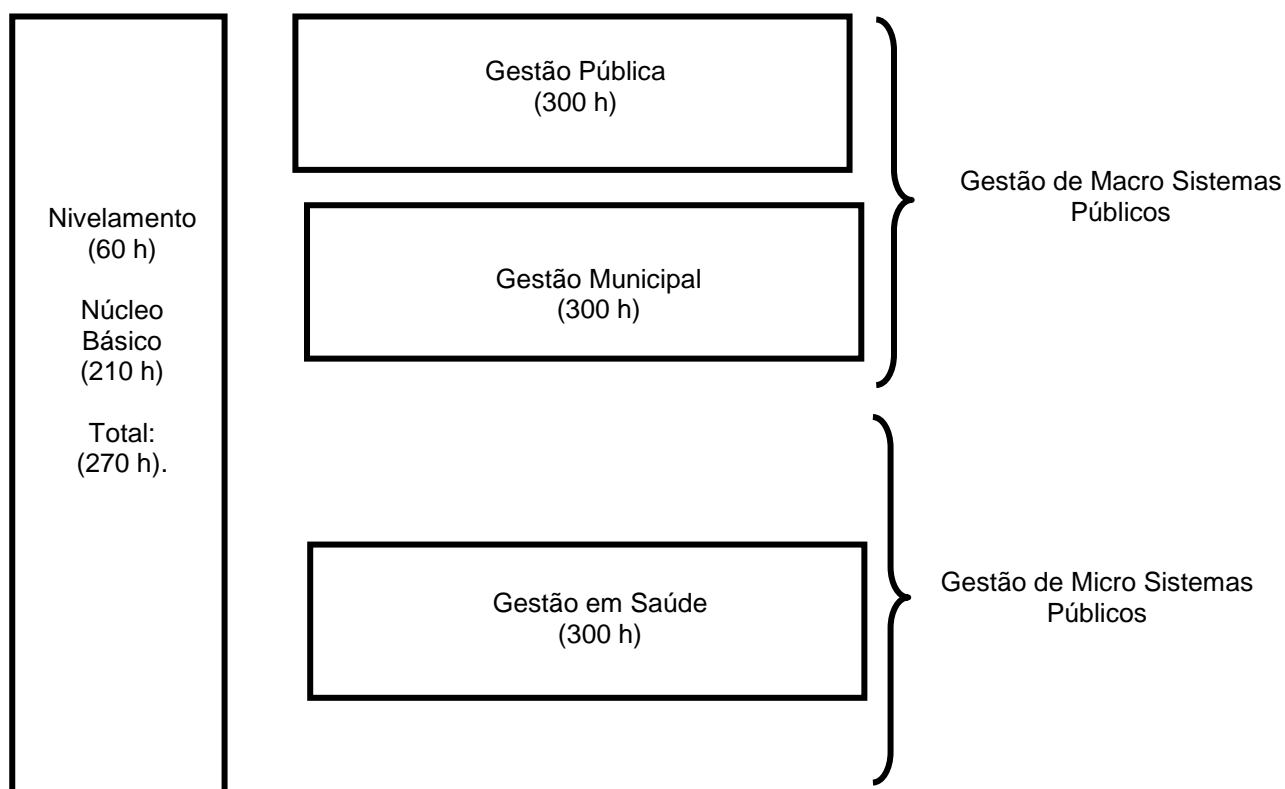 Nivelamento
(60 h)
Núcleo
Básico
(210 h)
Total:
(270 h).
Gestão Pública
(300 h)
Gestão Municipal
(300 h)
Gestão em Saúde
(300 h)
Gestão de Macro Sistemas
Públicos
Gestão de Micro Sistemas
Públicos